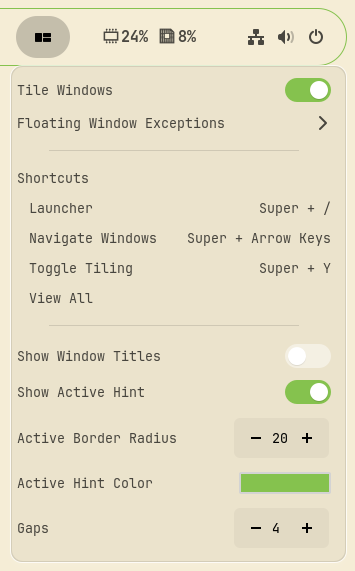 24% 8%
Tile Windows
Floating Window Exceptions
Shortcuts
Launcher Super + /
Navigate Windows Super + Arrow Keys
Toggle Tiling Super + Y
View All
Show Window Titles
Show Active Hint
Active Border Radius − 20 +
Active Hint Color
Gaps − 4 +